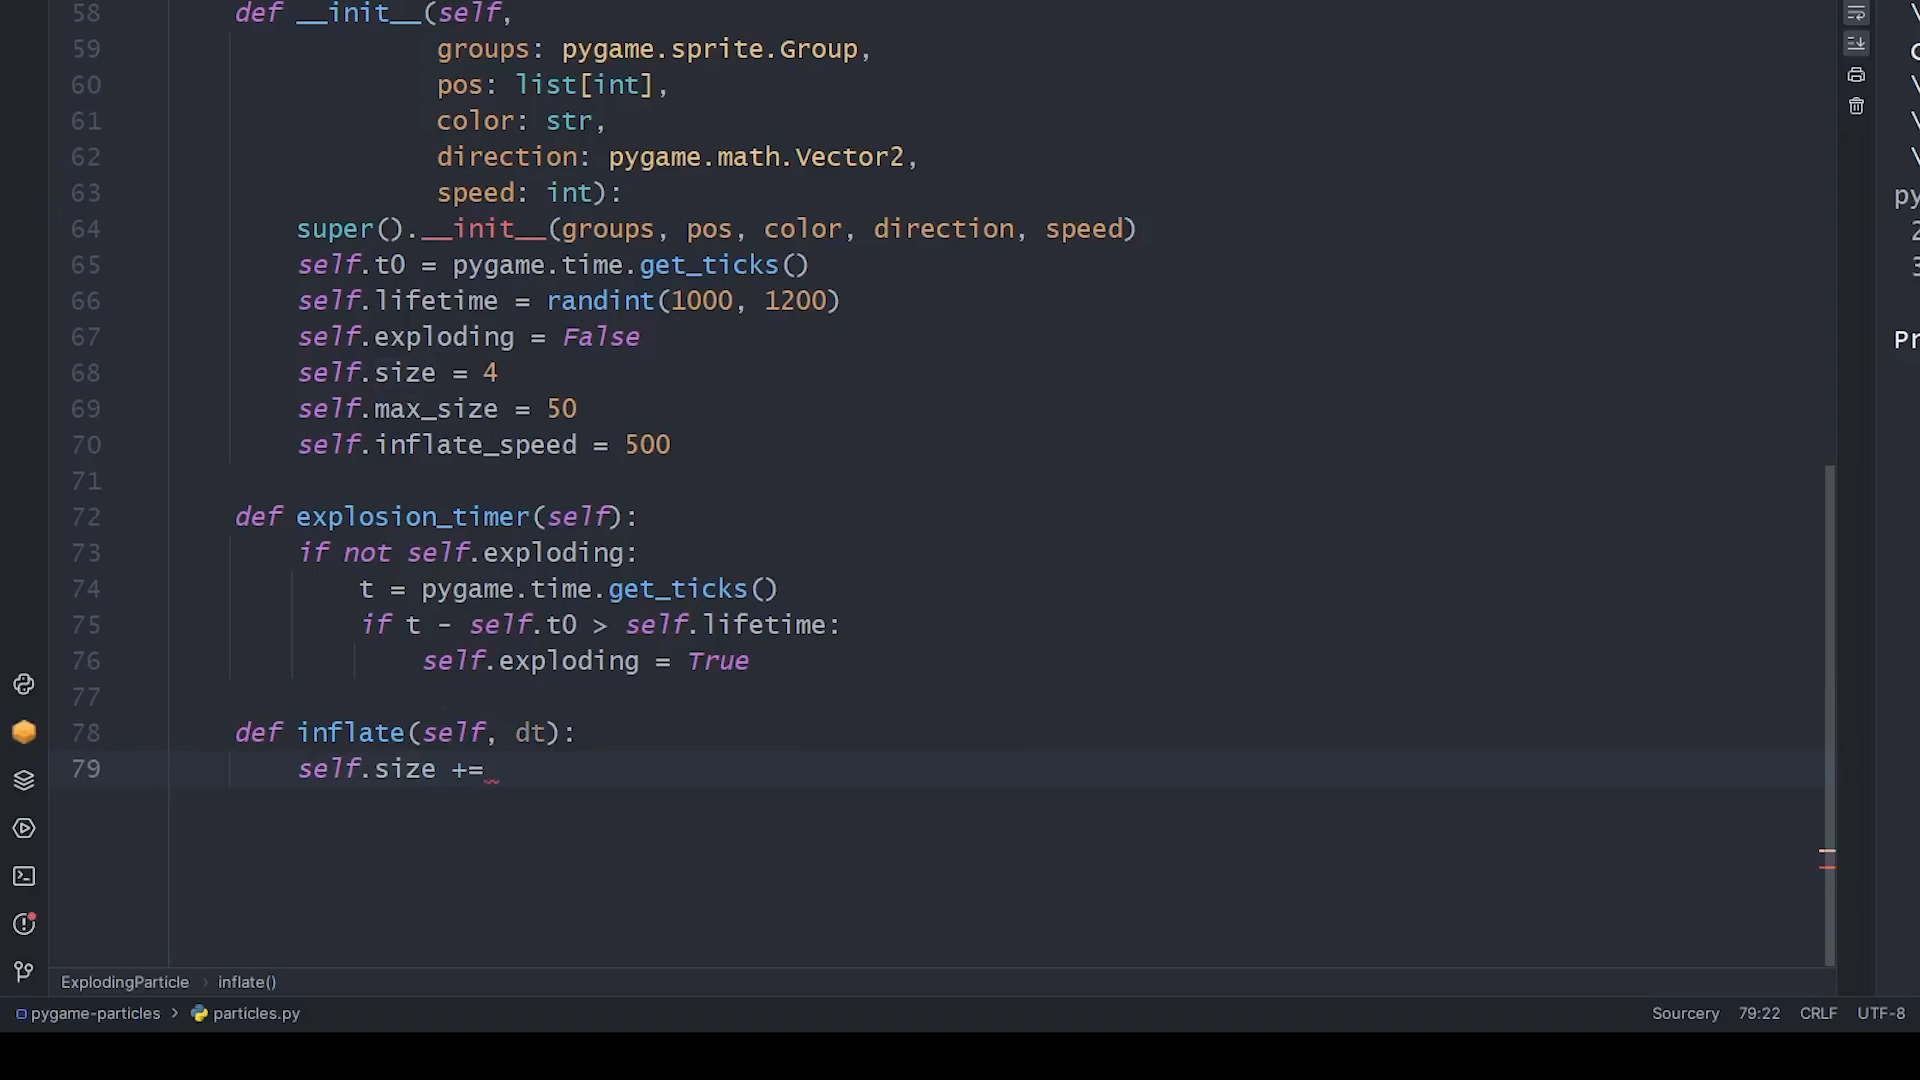 58 def __init__(self,
59 groups: pygame.sprite.Group,
60 pos: list[int],
61 color: str,
62 direction: pygame.math.Vector2,
63 speed: int):
64 super().__init__(groups, pos, color, direction, speed)
65 self.t0 = pygame.time.get_ticks()
66 self.lifetime = randint(1000, 1200)
67 self.exploding = False
68 self.size = 4
69 self.max_size = 50
70 self.inflate_speed = 500
71
72 def explosion_timer(self):
73 if not self.exploding:
74 t = pygame.time.get_ticks()
75 if t - self.t0 > self.lifetime:
76 self.exploding = True
77
78 def inflate(self, dt):
79 self.size +=
py
2
3
Pr
ExplodingParticle > inflate()
pygame-particles > particles.py
Sourcery 79:22 CRLF UTF-8